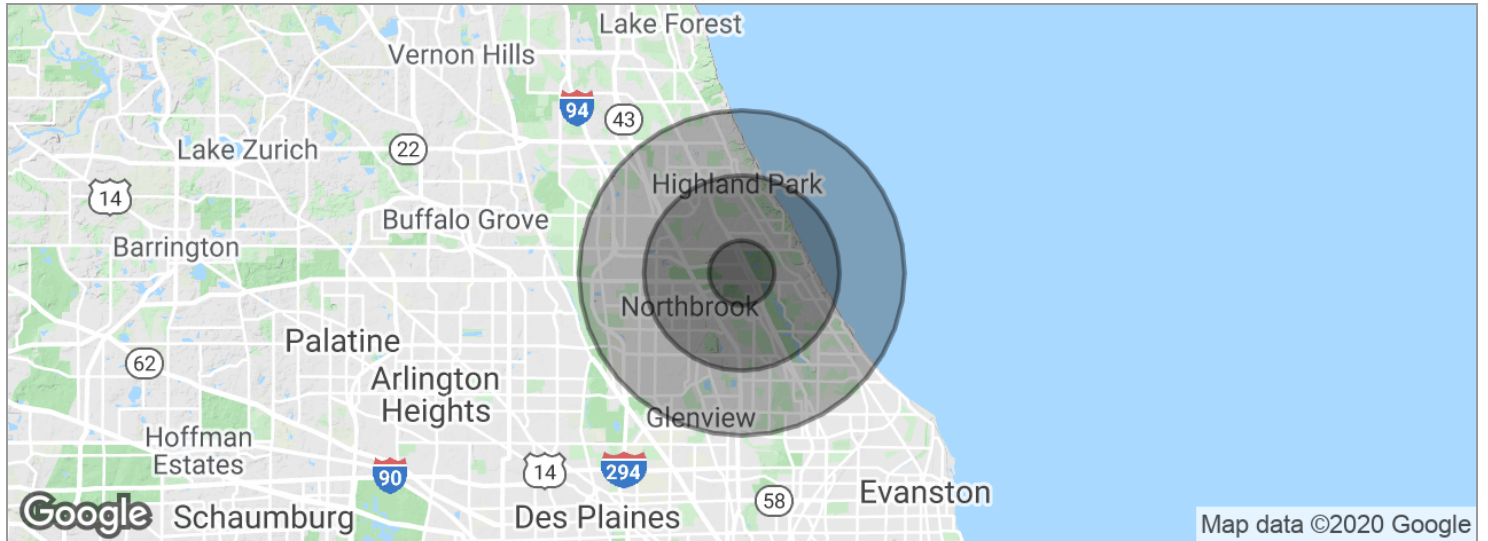 Lake Forest
Vernon Hills
94
43
Lake Zurich
22
Highland Park
14
Buffalo Grove
Barrington
Northbrook
Palatine
62
Arlington
Heights
Glenview
Hoffman
Estates
90
14
294
58
Evanston
Google
Schaumburg
Des Plaines
Map data ©2020 Google